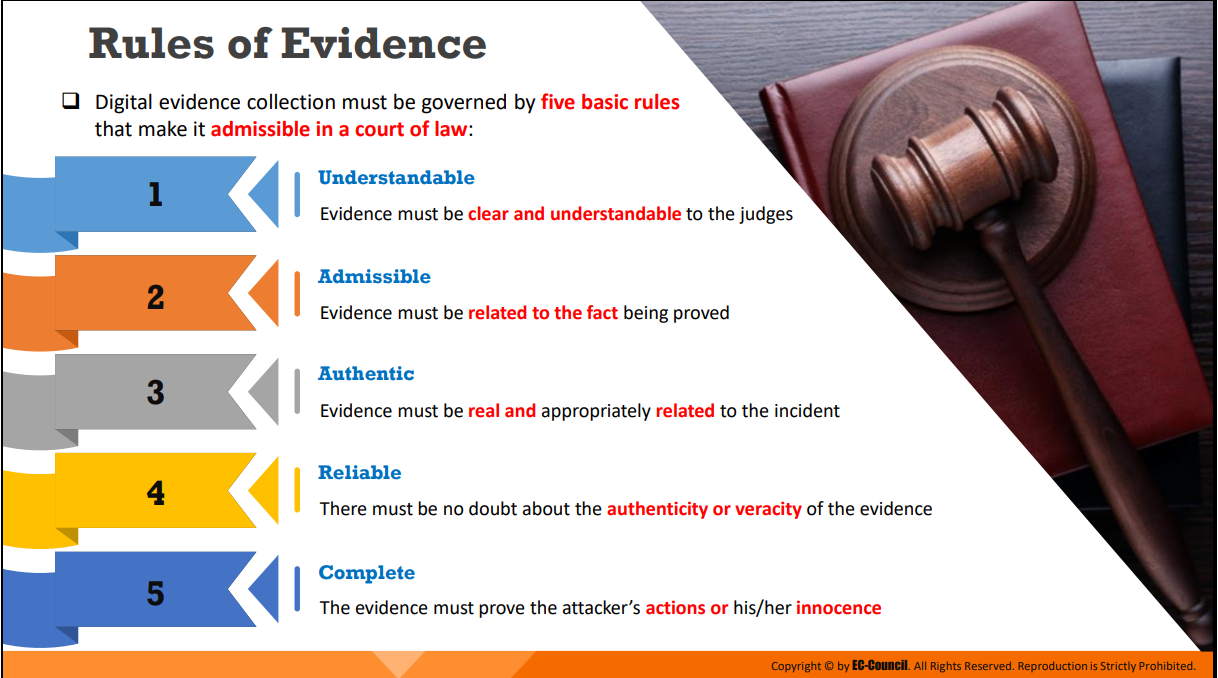 Rules of Evidence
❑ Digital evidence collection must be governed by five basic rules
that make it admissible in a court of law:
1
Understandable
Evidence must be clear and understandable to the judges
2
Admissible
Evidence must be related to the fact being proved
3
Authentic
Evidence must be real and appropriately related to the incident
4
Reliable
There must be no doubt about the authenticity or veracity of the evidence
5
Complete
The evidence must prove the attacker’s actions or his/her innocence
Copyright © by EC-Council. All Rights Reserved. Reproduction is Strictly Prohibited.